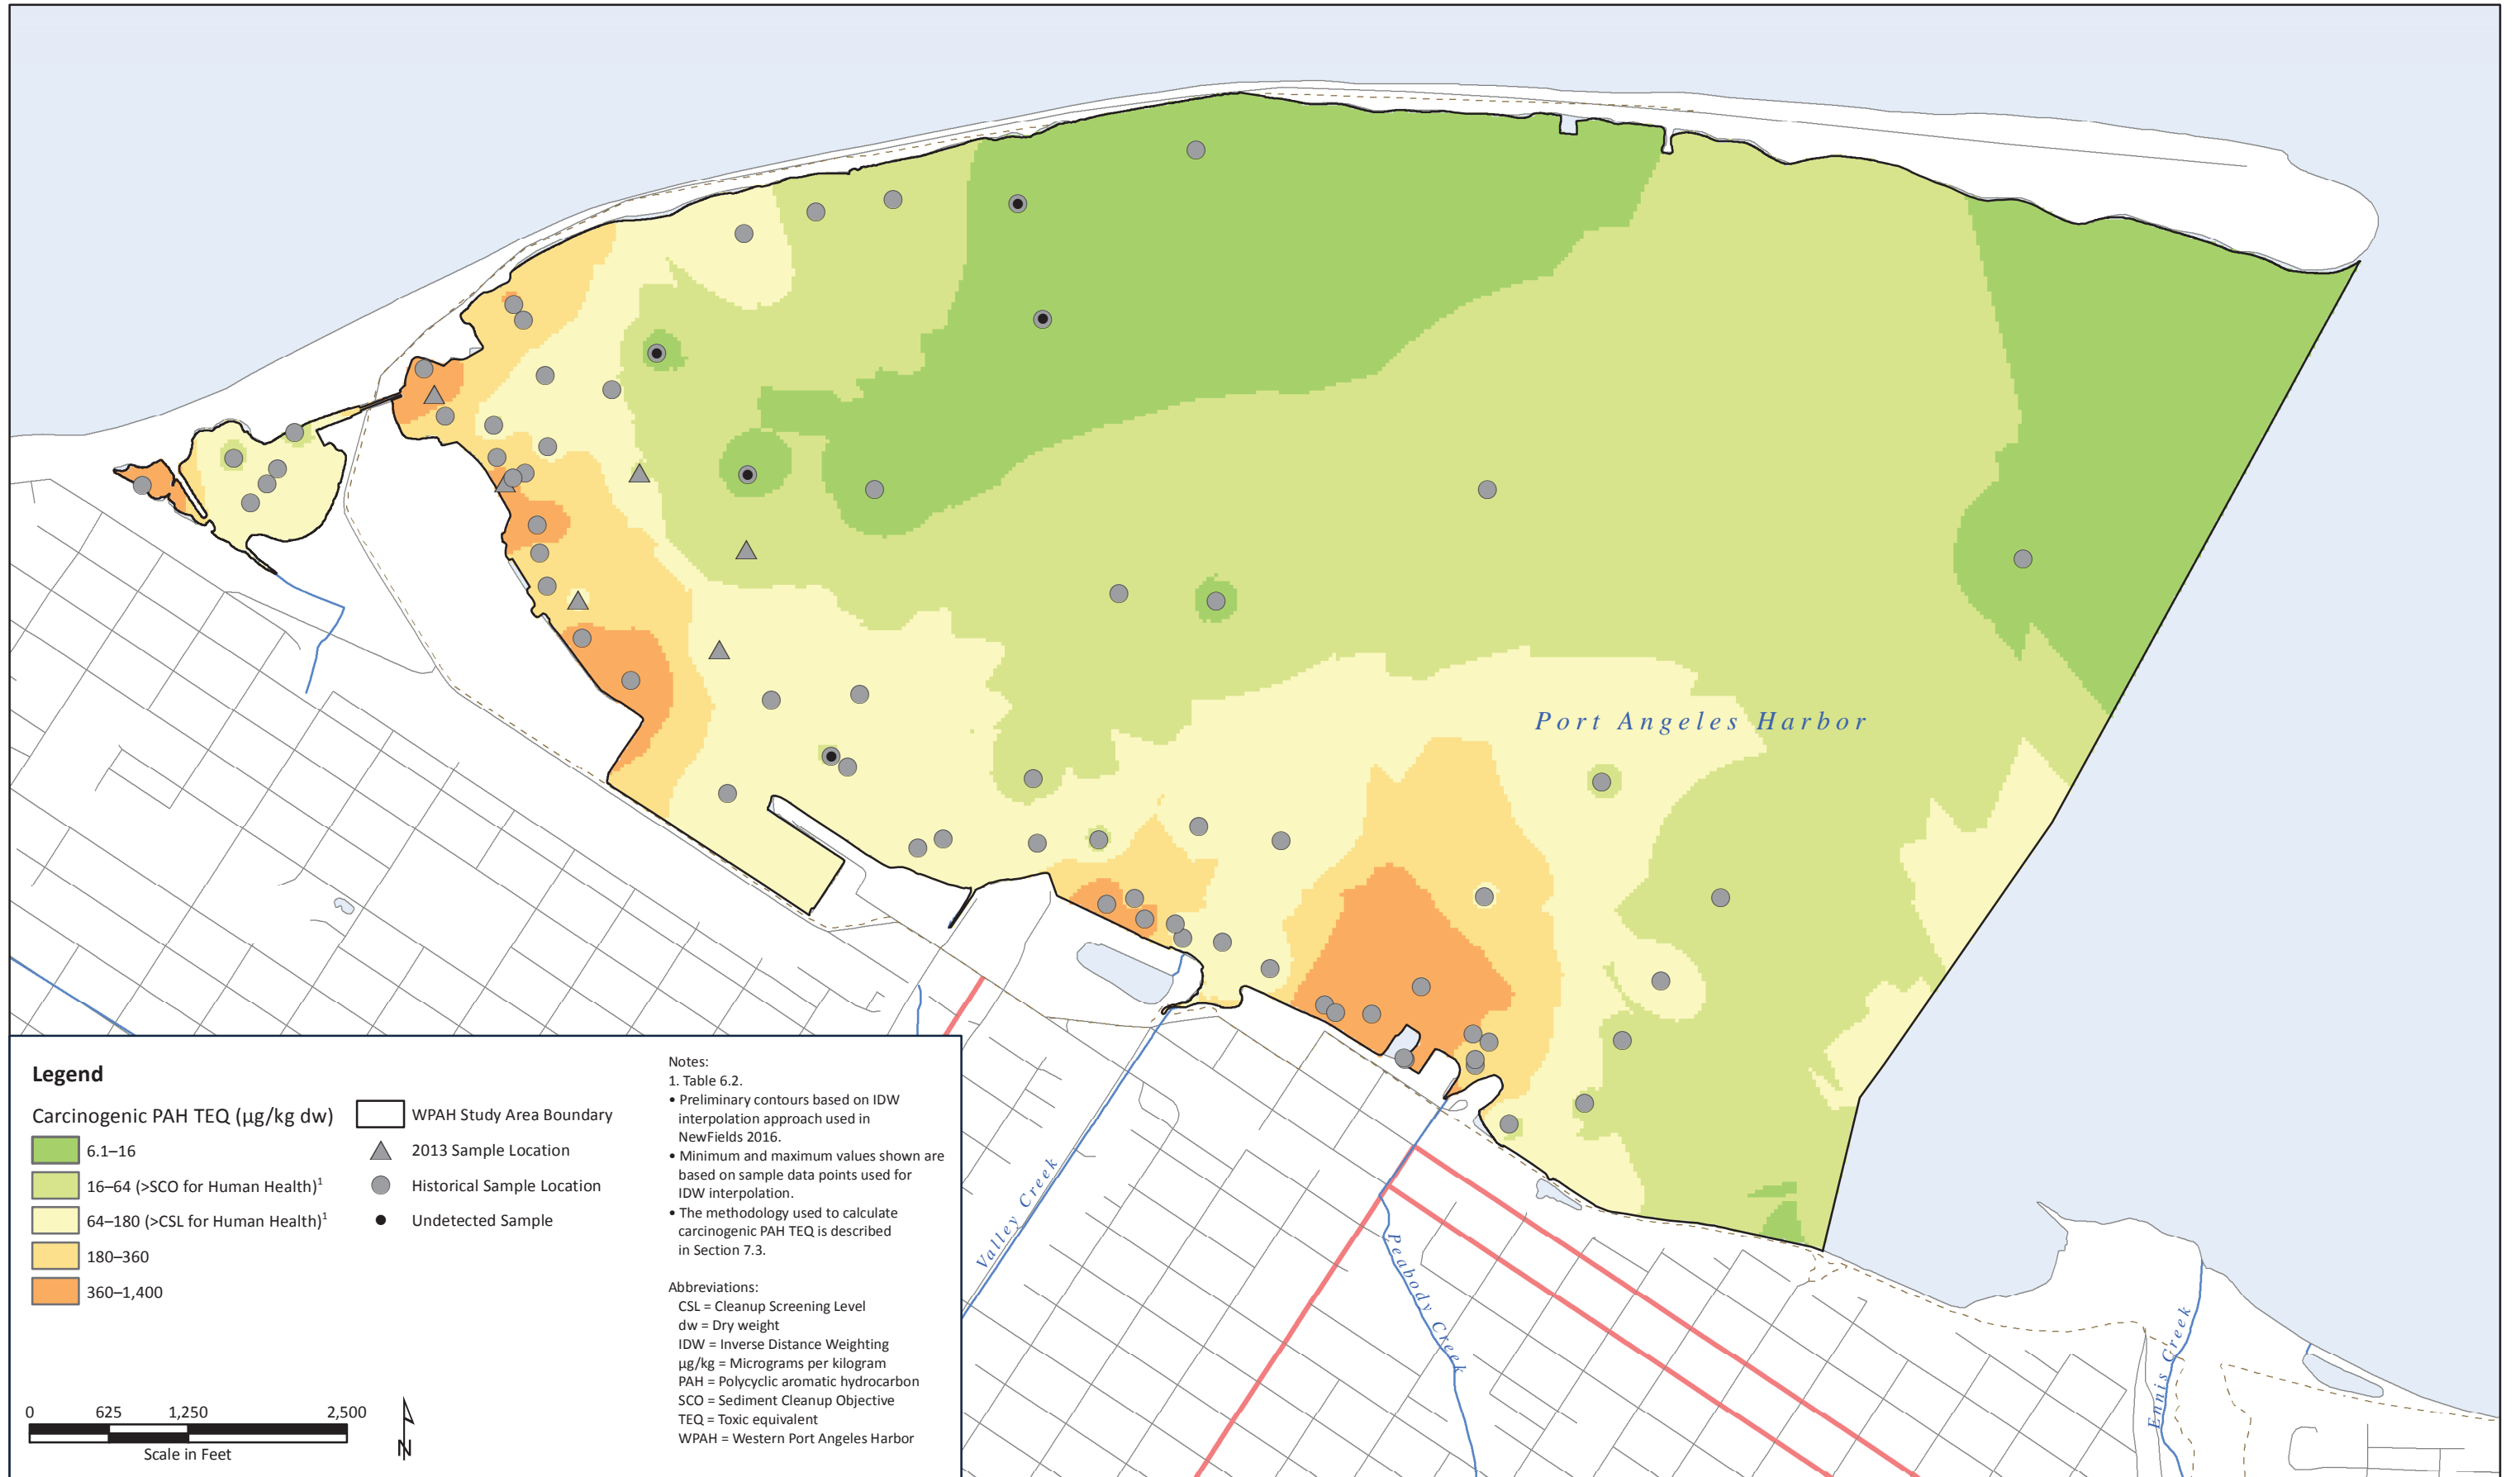 Port Angeles Harbor
Valley Creek
Peabody Creek
Ennis Creek
Legend
Carcinogenic PAH TEQ (µg/kg dw)
6.1–16
16–64 (>SCO for Human Health)1
64–180 (>CSL for Human Health)1
180–360
360–1,400
WPAH Study Area Boundary
2013 Sample Location
Historical Sample Location
Undetected Sample
Notes:
1. Table 6.2.
• Preliminary contours based on IDW
interpolation approach used in
NewFields 2016.
• Minimum and maximum values shown are
based on sample data points used for
IDW interpolation.
• The methodology used to calculate
carcinogenic PAH TEQ is described
in Section 7.3.
Abbreviations:
CSL = Cleanup Screening Level
dw = Dry weight
IDW = Inverse Distance Weighting
µg/kg = Micrograms per kilogram
PAH = Polycyclic aromatic hydrocarbon
SCO = Sediment Cleanup Objective
TEQ = Toxic equivalent
WPAH = Western Port Angeles Harbor
0 625 1,250 2,500
Scale in Feet
N